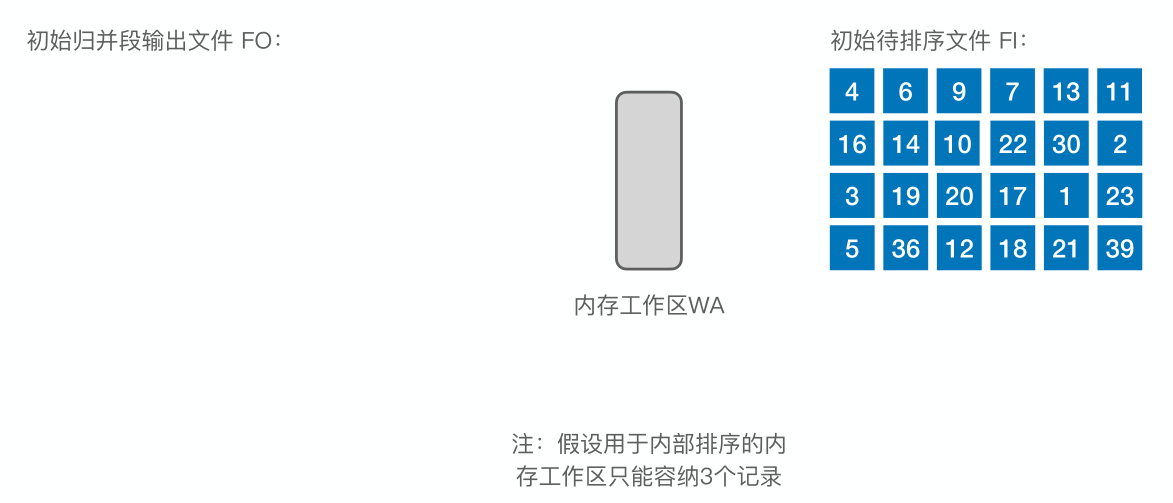 初始归并段输出文件 FO：
初始待排序文件 FI：
4 6 9 7 13 11
16 14 10 22 30 2
3 19 20 17 1 23
5 36 12 18 21 39
内存工作区WA
注：假设用于内部排序的内
存工作区只能容纳3个记录